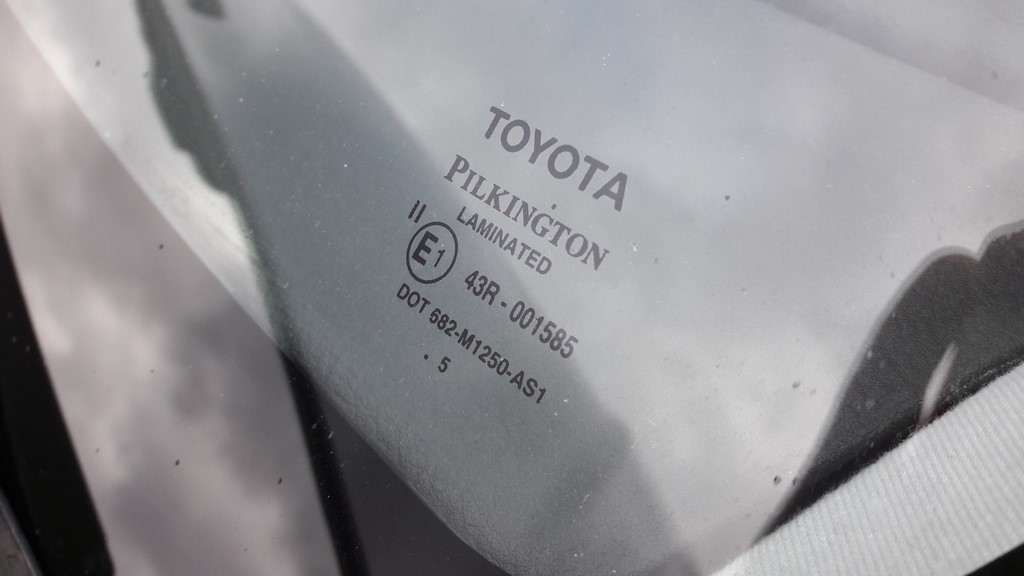 TOYOTA
PILKINGTON
LAMINATED
II
E1 43R - 001585
DOT 682-M1250-AS1
. 5